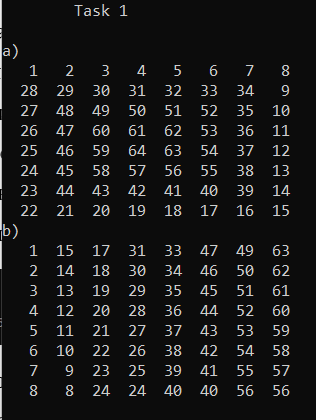 Task 1
a)
1 2 3 4 5 6 7 8
28 29 30 31 32 33 34 9
27 48 49 50 51 52 35 10
26 47 60 61 62 53 36 11
25 46 59 64 63 54 37 12
24 45 58 57 56 55 38 13
23 44 43 42 41 40 39 14
22 21 20 19 18 17 16 15
b)
1 15 17 31 33 47 49 63
2 14 18 30 34 46 50 62
3 13 19 29 35 45 51 61
4 12 20 28 36 44 52 60
5 11 21 27 37 43 53 59
6 10 22 26 38 42 54 58
7 9 23 25 39 41 55 57
8 8 24 24 40 40 56 56